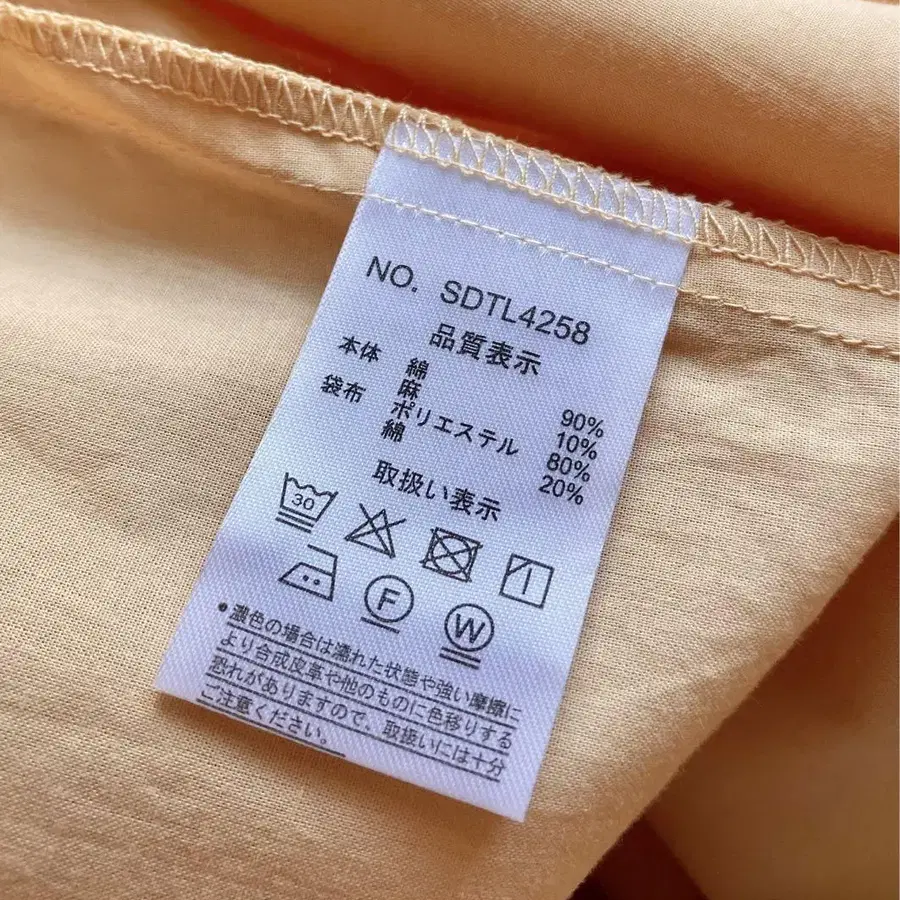 NO. SDTL4258
品質表示
本体 綿 90%
麻 10%
袋布 ポリエステル 80%
綿 20%
取扱い表示
30
F
W
●濃色の場合は濡れた状態や強い摩擦に
より合成皮革や他のものに色移りする
恐れがありますので、取扱いには十分
ご注意ください。